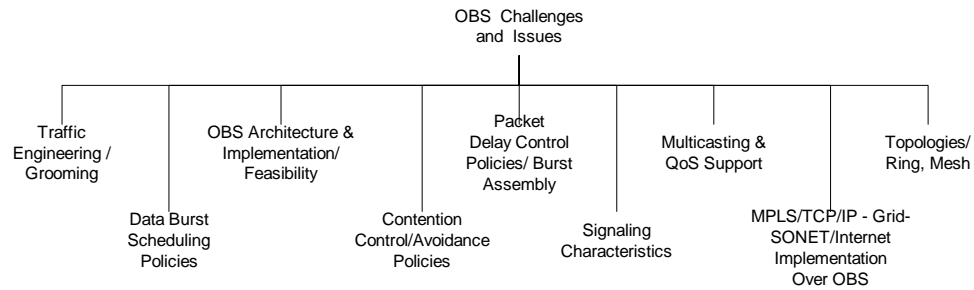 OBS Challenges
and Issues
Traffic
Engineering /
Grooming
OBS Architecture &
Implementation/
Feasibility
Packet
Delay Control
Policies/ Burst
Assembly
Multicasting &
QoS Support
Topologies/
Ring, Mesh
Data Burst
Scheduling
Policies
Contention
Control/Avoidance
Policies
Signaling
Characteristics
MPLS/TCP/IP - Grid-
SONET/Internet
Implementation
Over OBS